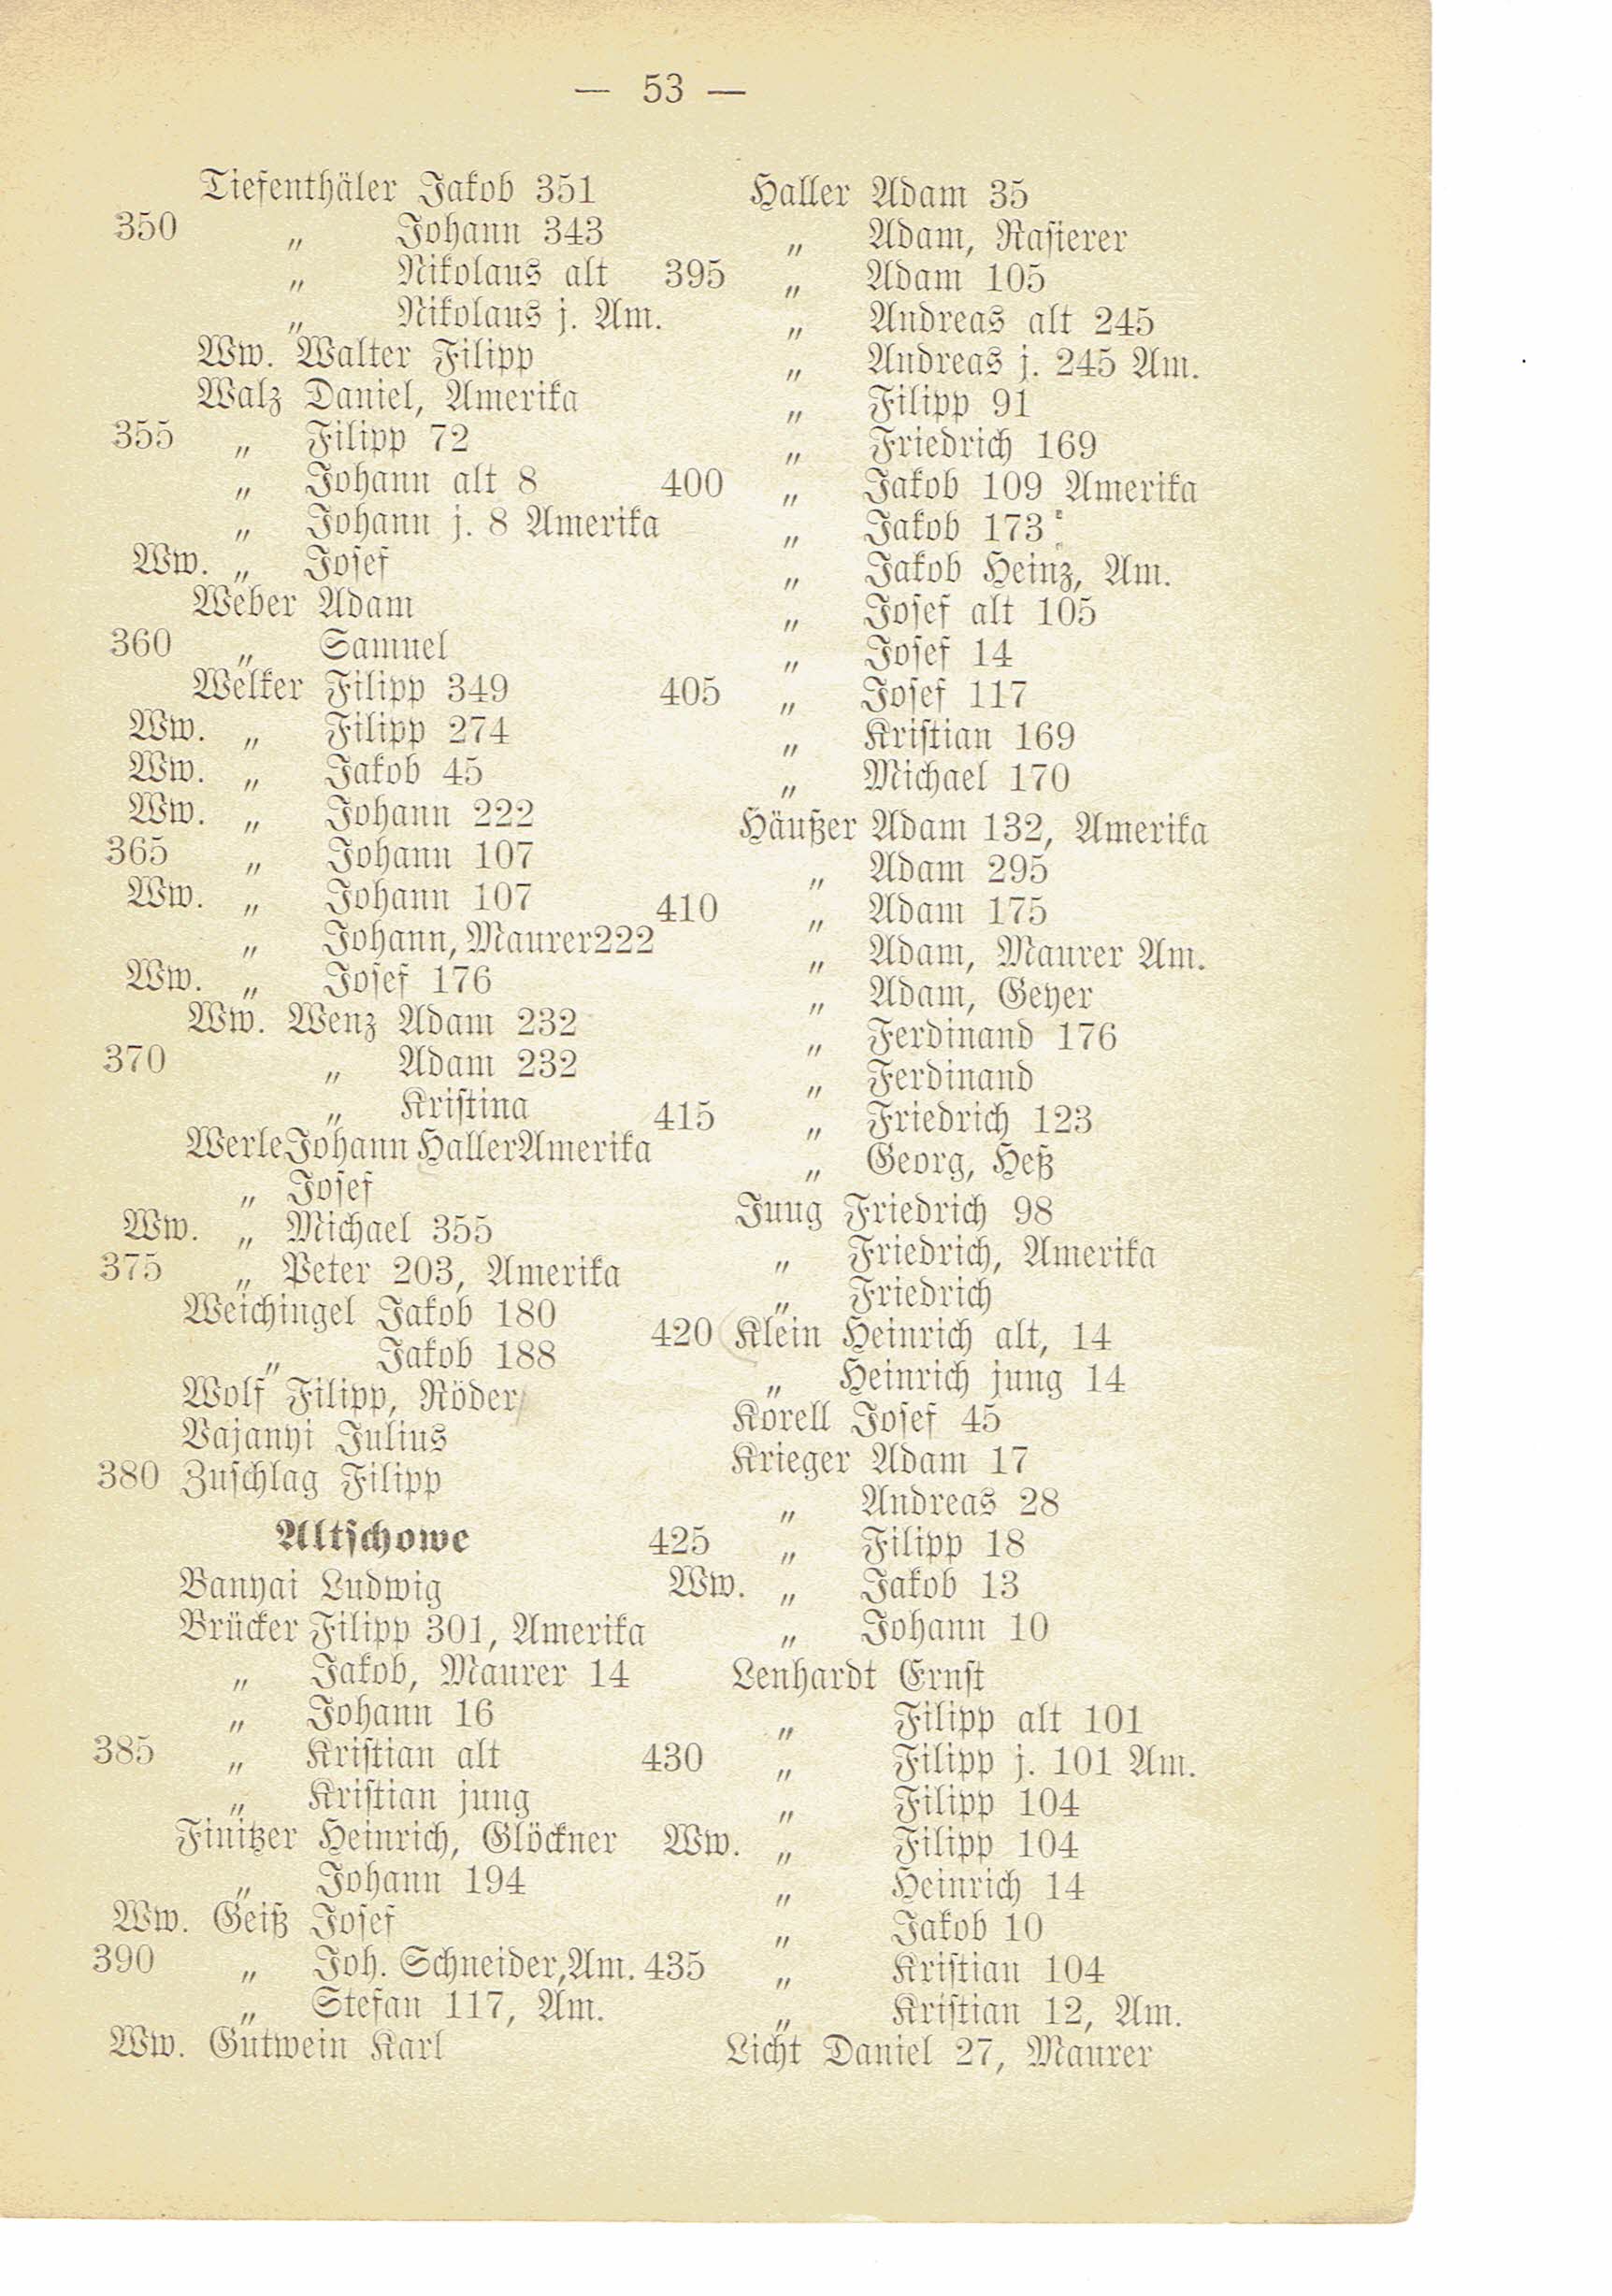 — 53 —
Tiefenthäler Jakob 351
350 „ Johann 343
„ Nikolaus alt
„ Nikolaus j. Am.
Ww. Walter Filipp
Walz Daniel, Amerika
355 „ Filipp 72
„ Johann alt 8
„ Johann j. 8 Amerika
Ww. „ Josef
Weber Adam
360 „ Samuel
Welker Filipp 349
Ww. „ Filipp 274
Ww. „ Jakob 45
Ww. „ Johann 222
365 „ Johann 107
Ww. „ Johann 107
„ Johann, Maurer 222
Ww. „ Josef 176
Ww. Wenz Adam 232
370 „ Adam 232
„ Kristina
Werle Johann Haller Amerika
„ Josef
Ww. „ Michael 355
375 „ Peter 203, Amerika
Weichingel Jakob 180
„ Jakob 188
Wolf Filipp, Röder
Vajanyi Julius
380 Zuschlag Filipp
Altschowe
Banyai Ludwig
Brücker Filipp 301, Amerika
„ Jakob, Maurer 14
„ Johann 16
385 „ Kristian alt
„ Kristian jung
Finitzer Heinrich, Glöckner
„ Johann 194
Ww. Geiß Josef
390 „ Joh. Schneider, Am.
„ Stefan 117, Am.
Ww. Gutwein Karl
Haller Adam 35
„ Adam, Rasierer
395 „ Adam 105
„ Andreas alt 245
„ Andreas j. 245 Am.
„ Filipp 91
„ Friedrich 169
400 „ Jakob 109 Amerika
„ Jakob 173
„ Jakob Heinz, Am.
„ Josef alt 105
„ Josef 14
405 „ Josef 117
„ Kristian 169
„ Michael 170
Häußer Adam 132, Amerika
„ Adam 295
410 „ Adam 175
„ Adam, Maurer Am.
„ Adam, Geyer
„ Ferdinand 176
„ Ferdinand
415 „ Friedrich 123
„ Georg, Heß
Jung Friedrich 98
„ Friedrich, Amerika
„ Friedrich
420 Klein Heinrich alt, 14
„ Heinrich jung 14
Korell Josef 45
Krieger Adam 17
„ Andreas 28
425 „ Filipp 18
Ww. „ Jakob 13
„ Johann 10
Lenhardt Ernst
„ Filipp alt 101
430 „ Filipp j. 101 Am.
„ Filipp 104
Ww. „ Filipp 104
„ Heinrich 14
„ Jakob 10
435 „ Kristian 104
„ Kristian 12, Am.
Licht Daniel 27, Maurer